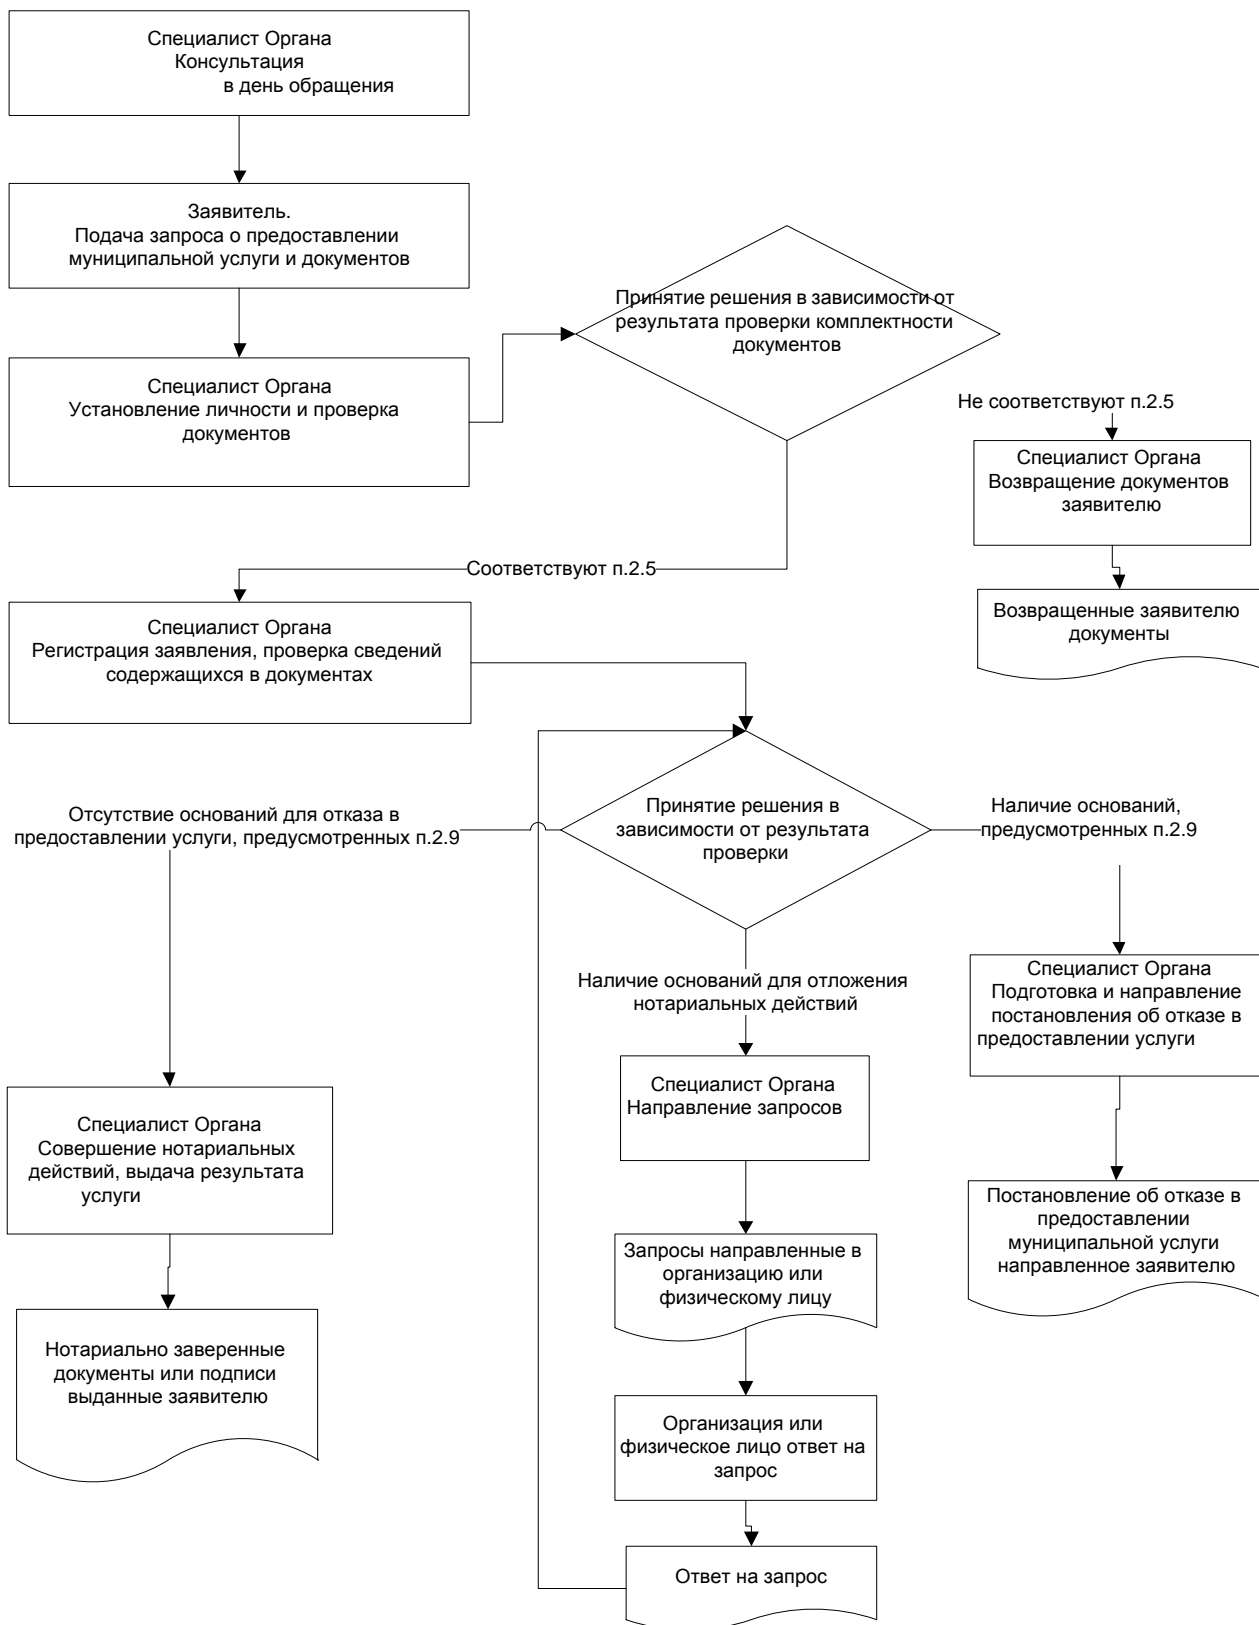 Специалист Органа
Консультация
в день обращения
Заявитель.
Подача запроса о предоставлении
муниципальной услуги и документов
Специалист Органа
Установление личности и проверка
документов
Принятие решения в зависимости от
результата проверки комплектности
документов
Не соответствуют п.2.5
Специалист Органа
Возвращение документов
заявителю
Возвращенные заявителю
документы
Соответствуют п.2.5
Специалист Органа
Регистрация заявления, проверка сведений
содержащихся в документах
Принятие решения в
зависимости от результата
проверки
Отсутствие оснований для отказа в
предоставлении услуги, предусмотренных п.2.9
Наличие оснований,
предусмотренных п.2.9
Наличие оснований для отложения
нотариальных действий
Специалист Органа
Подготовка и направление
постановления об отказе в
предоставлении услуги
Специалист Органа
Направление запросов
Специалист Органа
Совершение нотариальных
действий, выдача результата
услуги
Постановление об отказе в
предоставлении
муниципальной услуги
направленное заявителю
Запросы направленные в
организацию или
физическому лицу
Нотариально заверенные
документы или подписи
выданные заявителю
Организация или
физическое лицо ответ на
запрос
Ответ на запрос